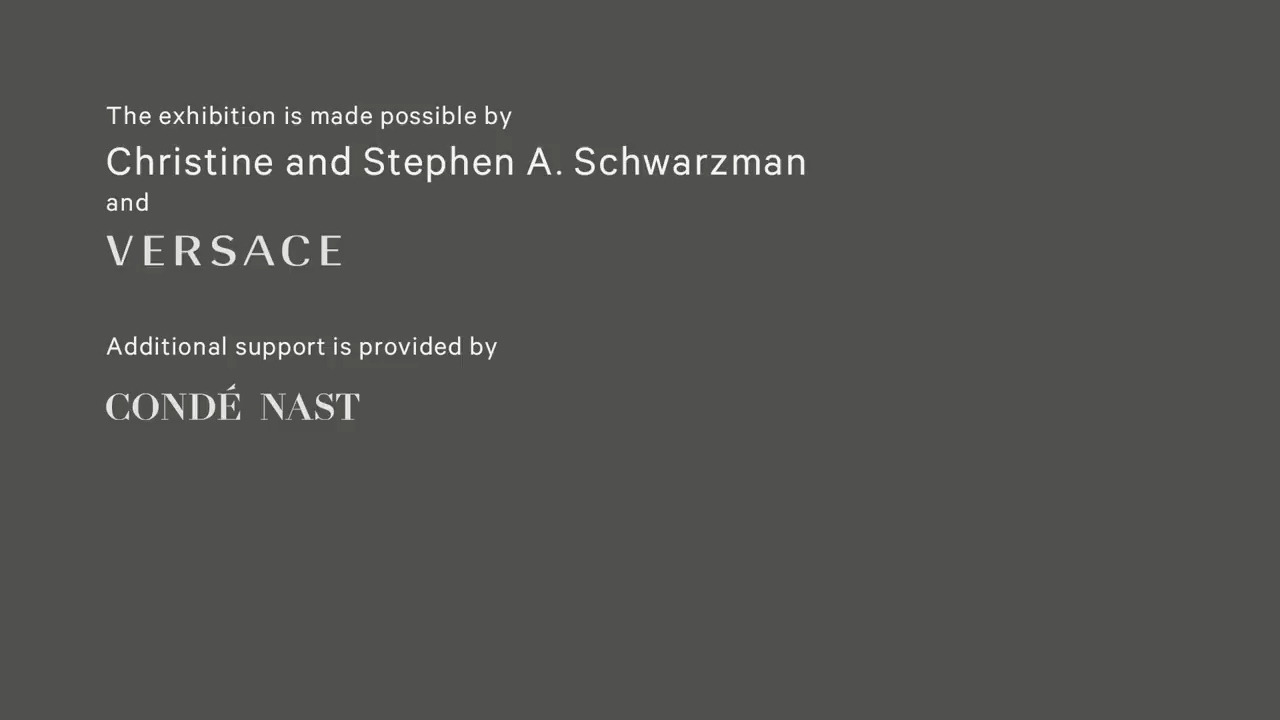 The exhibition is made possible by
Christine and Stephen A. Schwarzman
and
VERSACE
Additional support is provided by
CONDÉ NAST